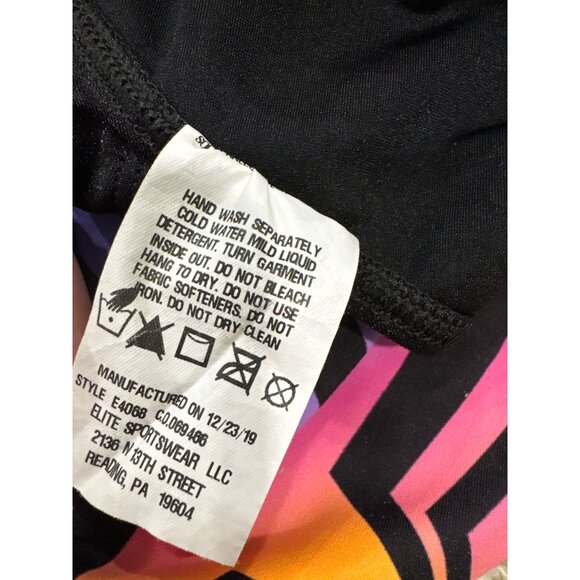 HAND WASH SEPARATELY
COLD WATER MILD LIQUID
DETERGENT. TURN GARMENT
INSIDE OUT. DO NOT BLEACH
HANG TO DRY. DO NOT USE
FABRIC SOFTENERS. DO NOT
IRON. DO NOT DRY CLEAN
MANUFACTURED ON 12/23/19
STYLE E4068 C.O.069466
ELITE SPORTSWEAR LLC
2136 N 13TH STREET
READING, PA 19604